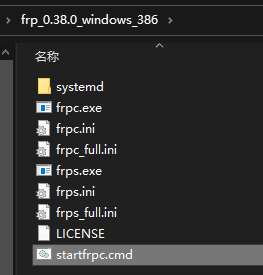 frp_0.38.0_windows_386
名称
systemd
frpc.exe
frpc.ini
frpc_full.ini
frps.exe
frps.ini
frps_full.ini
LICENSE
startfrpc.cmd